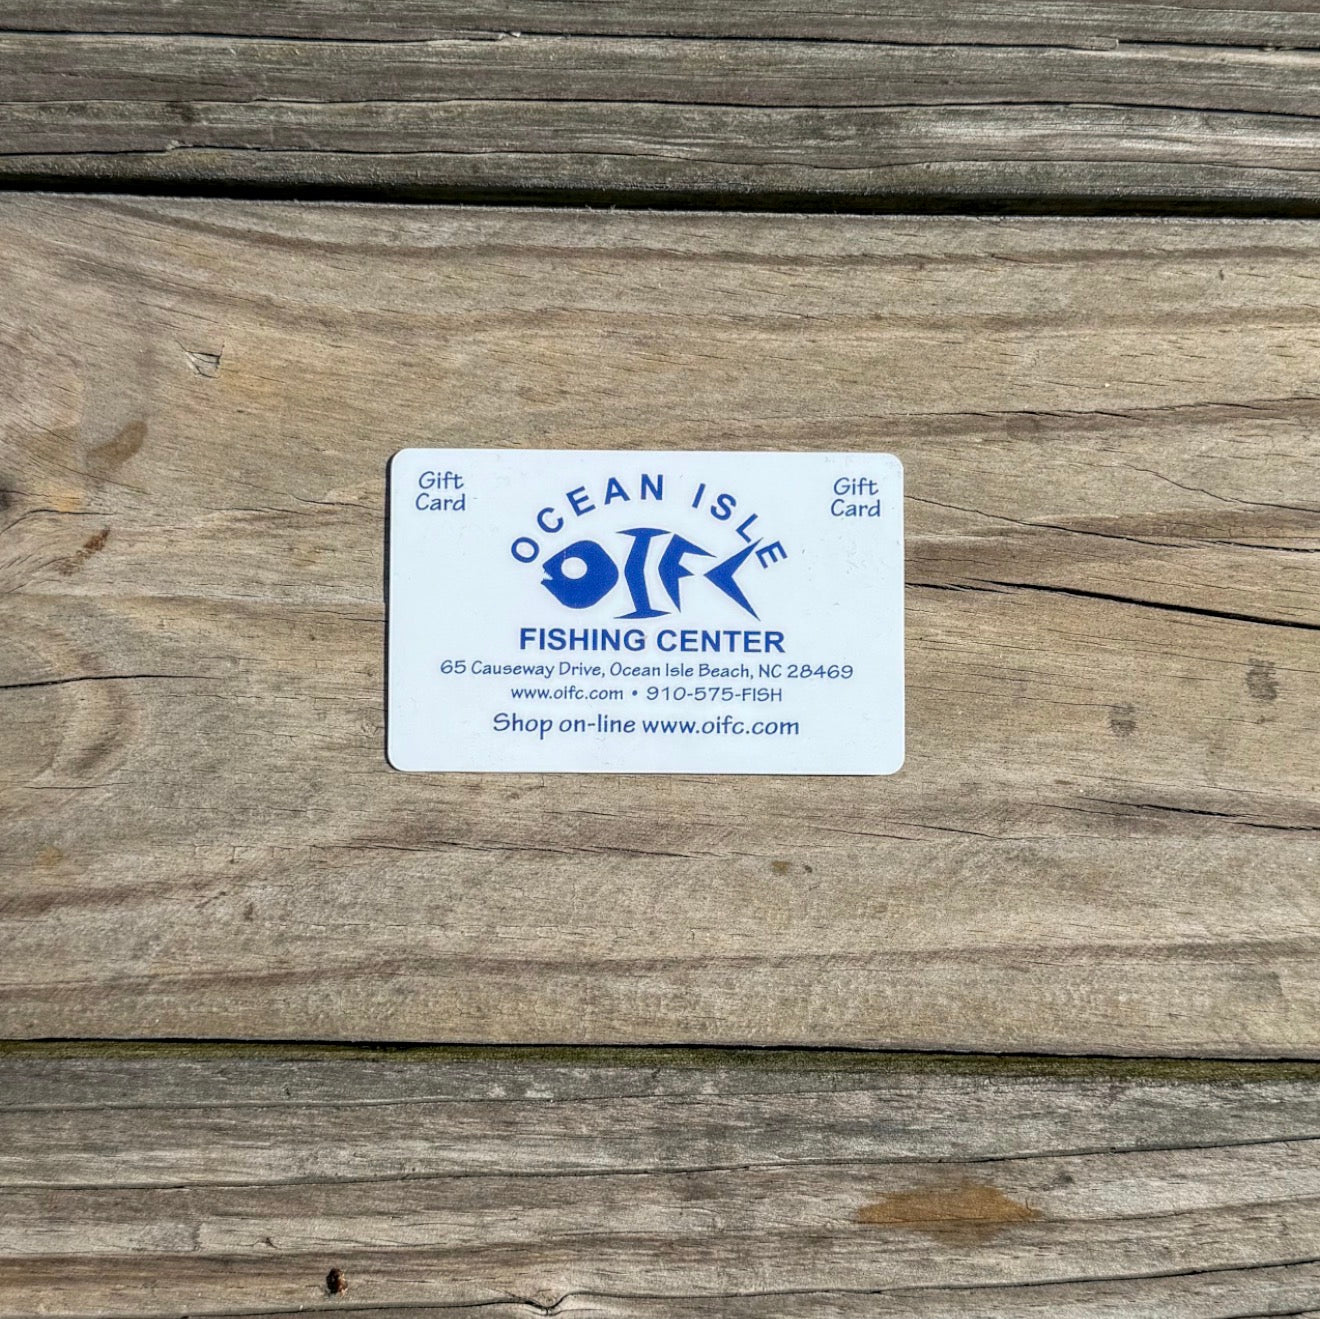 Gift
Card
Gift
Card
OCEAN ISLE
OIFC
FISHING CENTER
65 Causeway Drive, Ocean Isle Beach, NC 28469
www.oifc.com • 910-575-FISH
Shop on-line www.oifc.com